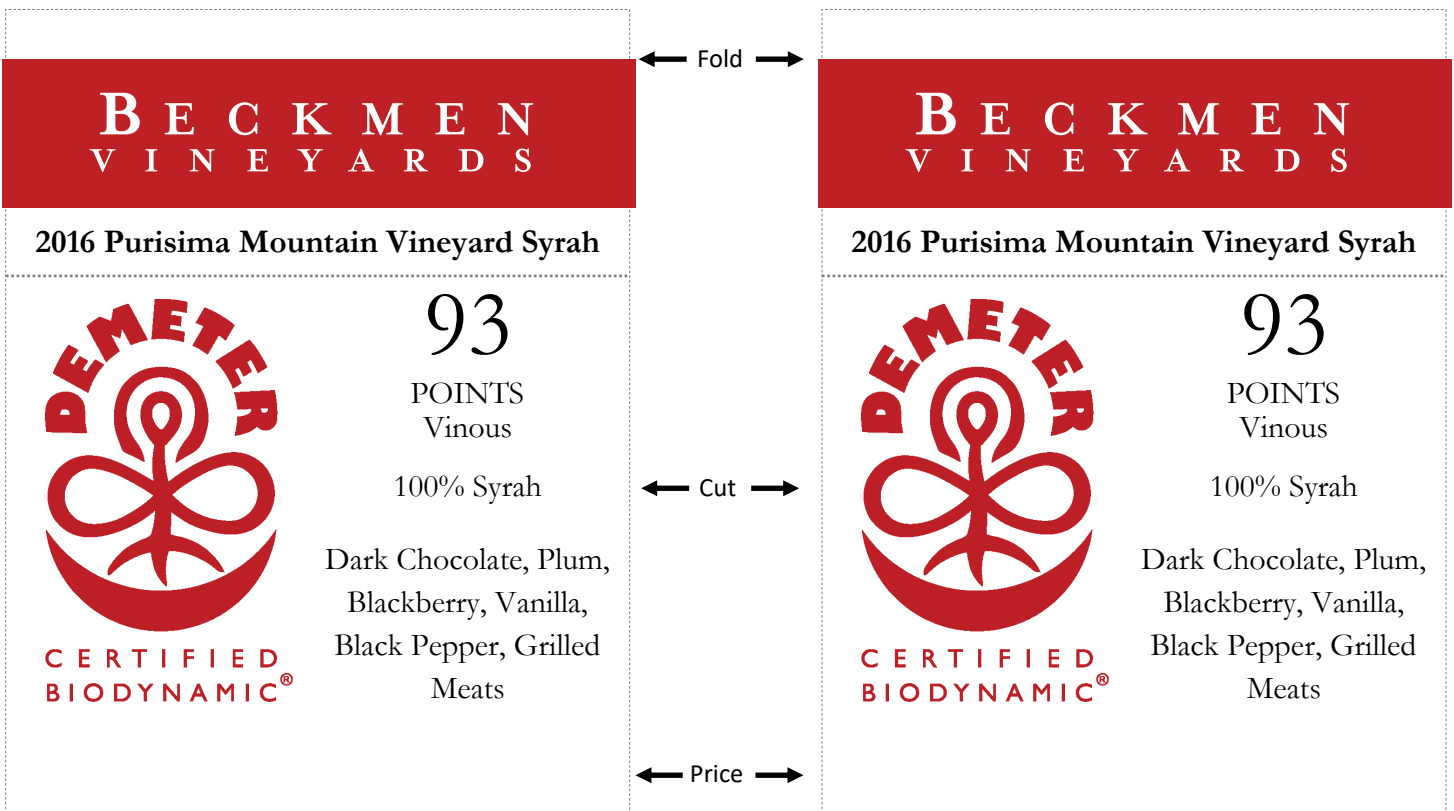 BECKMEN
VINEYARDS
2016 Purisima Mountain Vineyard Syrah
DEMETER
CERTIFIED
BIODYNAMIC®
93
POINTS
Vinous
100% Syrah
Dark Chocolate, Plum,
Blackberry, Vanilla,
Black Pepper, Grilled
Meats
Fold
Cut
Price
BECKMEN
VINEYARDS
2016 Purisima Mountain Vineyard Syrah
DEMETER
CERTIFIED
BIODYNAMIC®
93
POINTS
Vinous
100% Syrah
Dark Chocolate, Plum,
Blackberry, Vanilla,
Black Pepper, Grilled
Meats